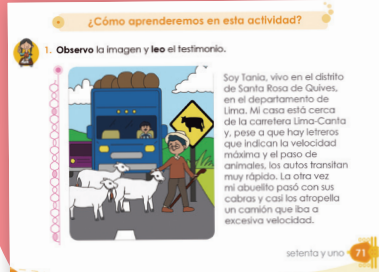 ¿Cómo aprenderemos en esta actividad?
1. Observo la imagen y leo el testimonio.
Soy Tania, vivo en el distrito
de Santa Rosa de Quives,
en el departamento de
Lima. Mi casa está cerca
de la carretera Lima-Canta
y, pese a que hay letreros
que indican la velocidad
máxima y el paso de
animales, los autos transitan
muy rápido. La otra vez
mi abuelito pasó con sus
cabras y casi los atropella
un camión que iba a
excesiva velocidad.
setenta y uno 71